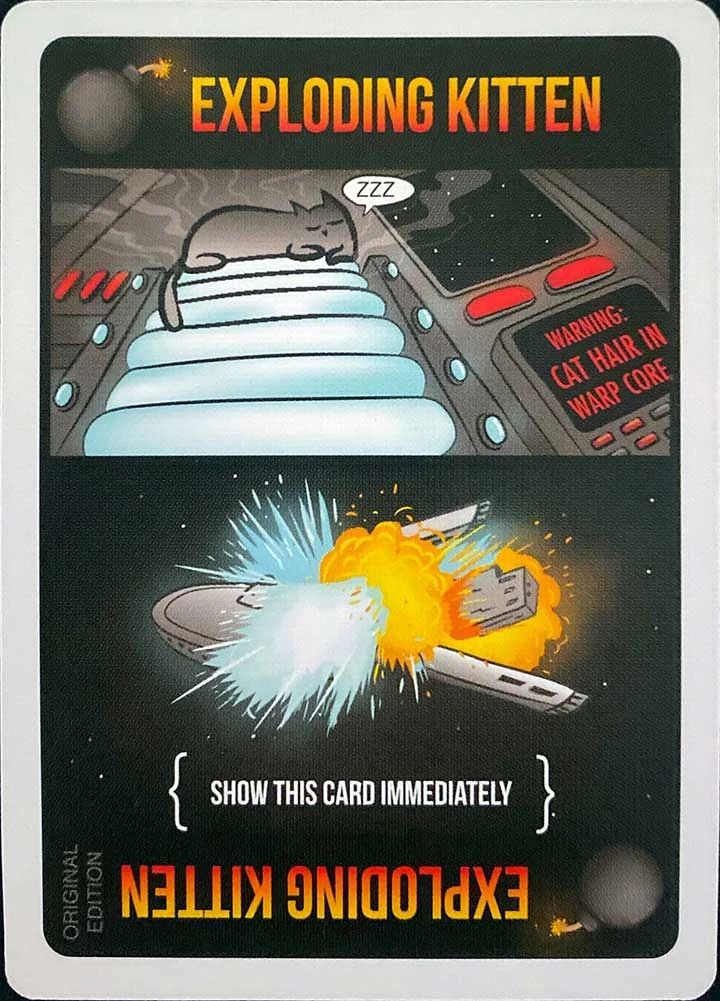 EXPLODING KITTEN
ZZZ
WARNING:
CAT HAIR IN
WARP CORE
SHOW THIS CARD IMMEDIATELY
ORIGINAL
EDITION
EXPLODING KITTEN